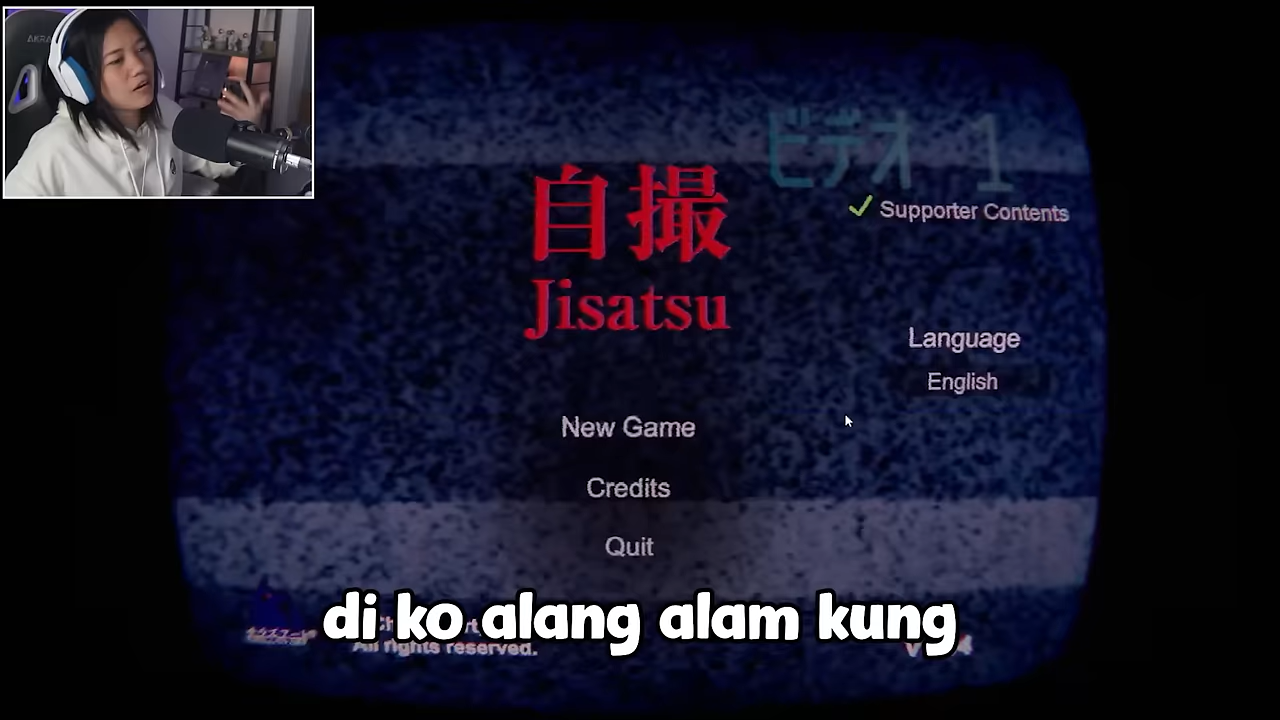 ビデオ 1
自撮
Jisatsu
Supporter Contents
Language
English
New Game
Credits
Quit
di ko alang alam kung
All rights reserved.